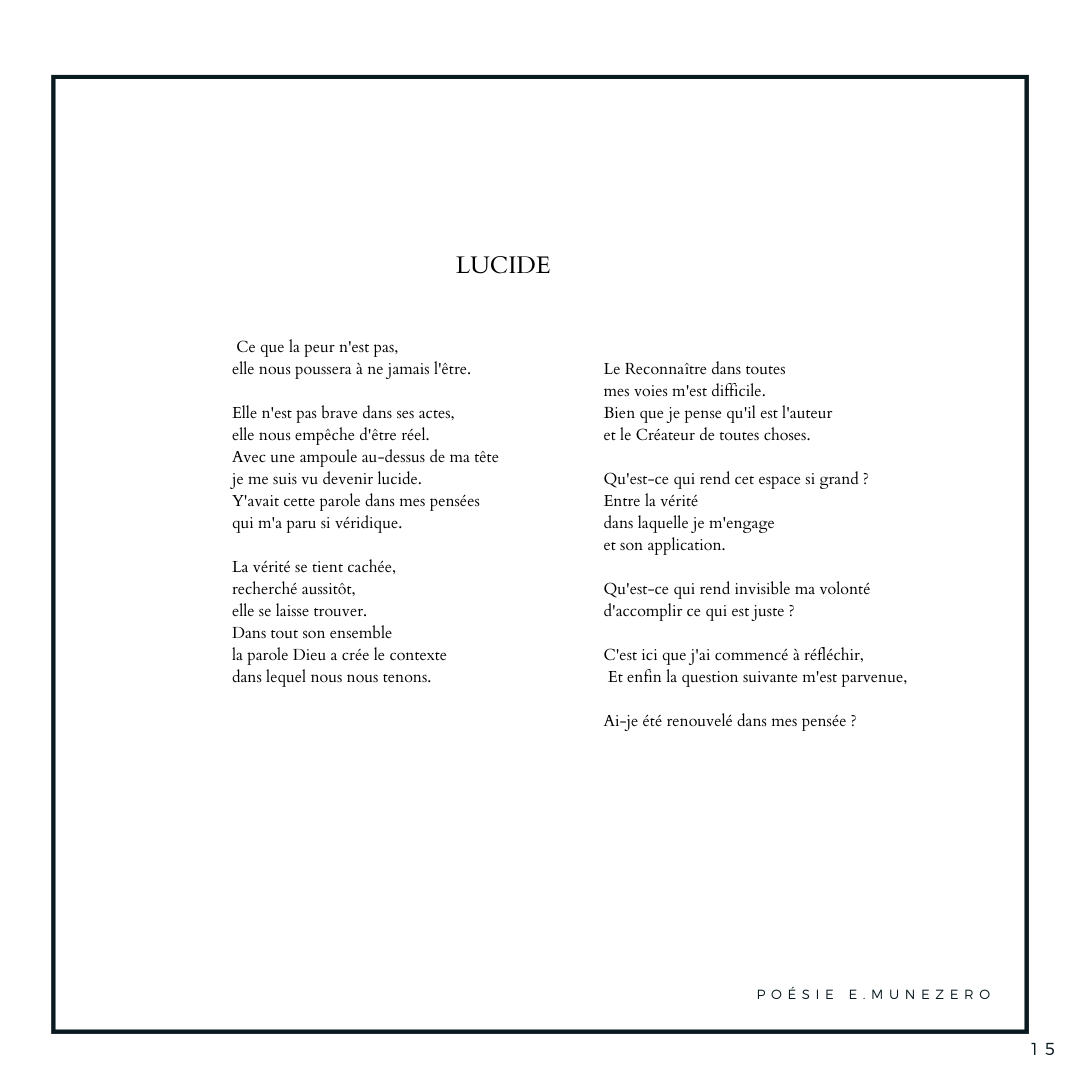 LUCIDE
Ce que la peur n'est pas,
elle nous poussera à ne jamais l'être.
Elle n'est pas brave dans ses actes,
elle nous empêche d'être réel.
Avec une ampoule au-dessus de ma tête
je me suis vu devenir lucide.
Y'avait cette parole dans mes pensées
qui m'a paru si véridique.
La vérité se tient cachée,
recherché aussitôt,
elle se laisse trouver.
Dans tout son ensemble
la parole Dieu a crée le contexte
dans lequel nous nous tenons.
Le Reconnaître dans toutes
mes voies m'est difficile.
Bien que je pense qu'il est l'auteur
et le Créateur de toutes choses.
Qu'est-ce qui rend cet espace si grand ?
Entre la vérité
dans laquelle je m'engage
et son application.
Qu'est-ce qui rend invisible ma volonté
d'accomplir ce qui est juste ?
C'est ici que j'ai commencé à réfléchir,
Et enfin la question suivante m'est parvenue,
Ai-je été renouvelé dans mes pensée ?
POÉSIE E.MUNEZERO
15